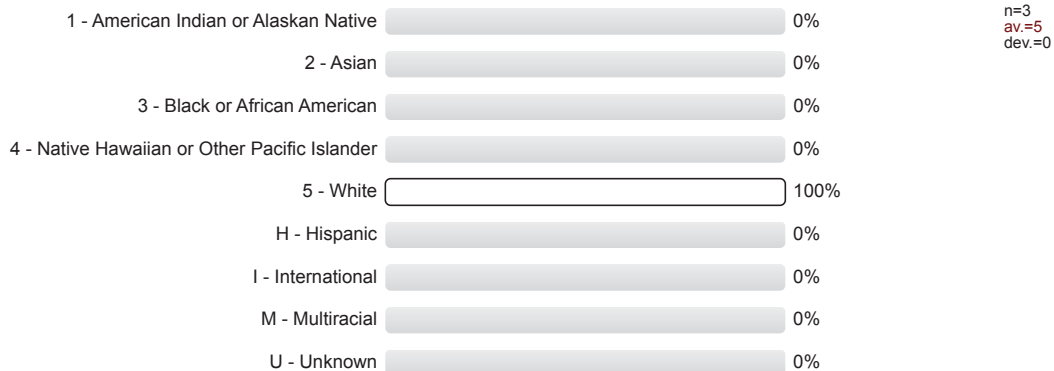 1 - American Indian or Alaskan Native 0%
n=3
av.=5
dev.=0
2 - Asian 0%
3 - Black or African American 0%
4 - Native Hawaiian or Other Pacific Islander 0%
5 - White 100%
H - Hispanic 0%
I - International 0%
M - Multiracial 0%
U - Unknown 0%